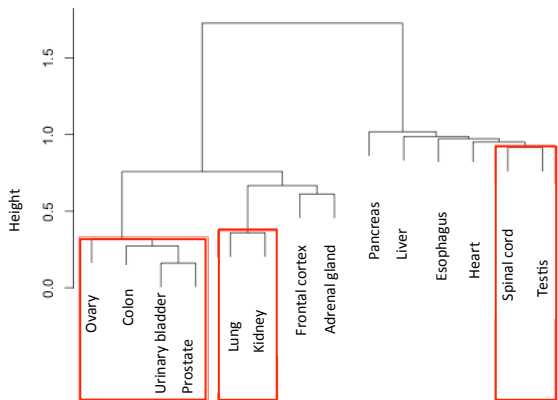 Height
1.5
1.0
0.5
0.0
Ovary
Colon
Urinary bladder
Prostate
Lung
Kidney
Frontal cortex
Adrenal gland
Pancreas
Liver
Esophagus
Heart
Spinal cord
Testis